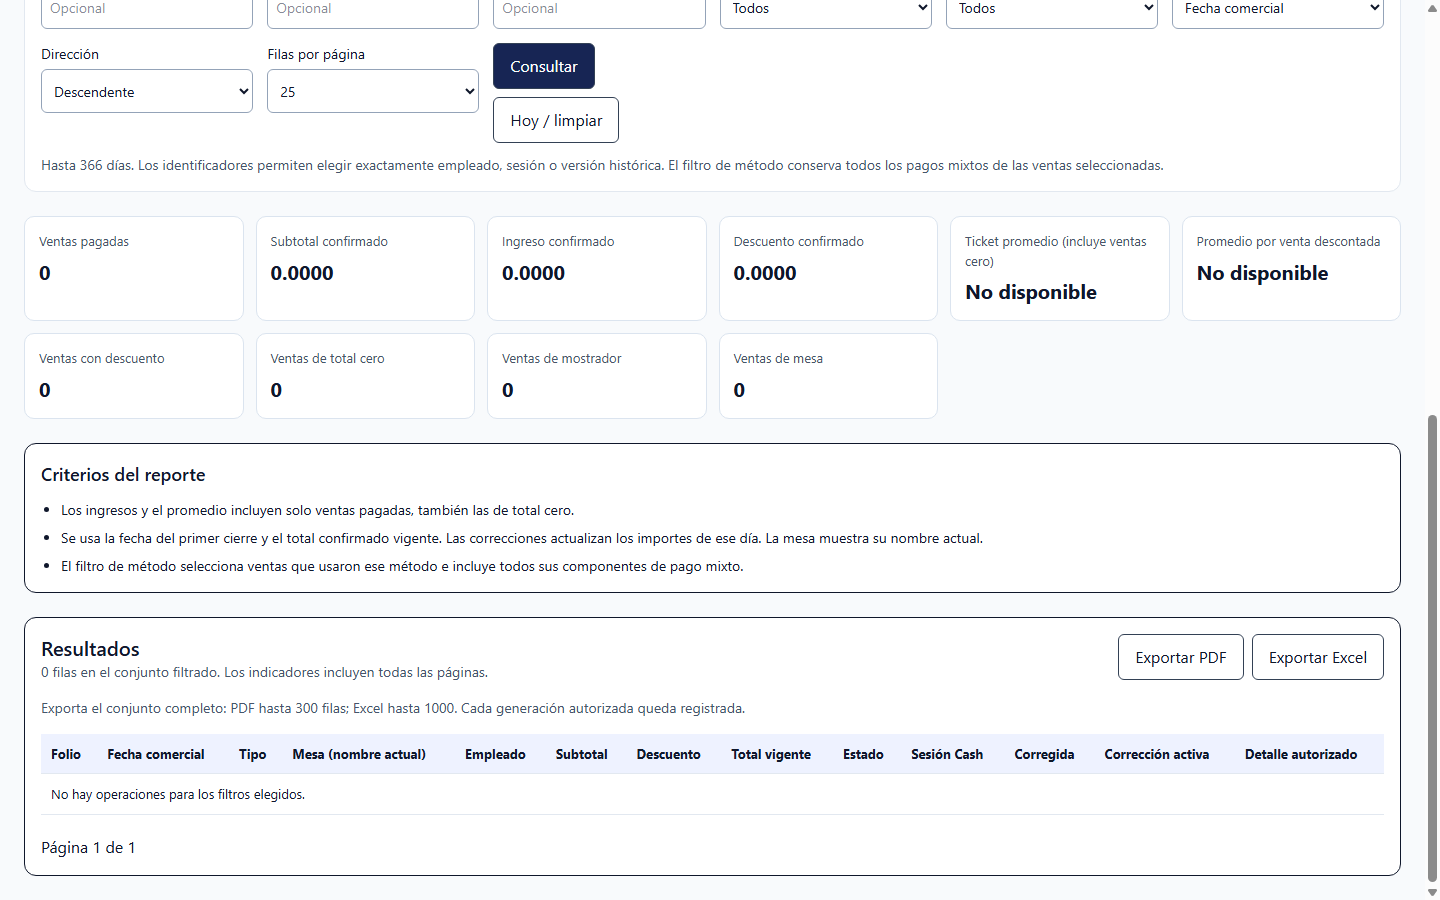 Opcional
Opcional
Opcional
Todos
Todos
Fecha comercial
Dirección
Filas por página
Descendente
25
Consultar
Hoy / limpiar
Hasta 366 días. Los identificadores permiten elegir exactamente empleado, sesión o versión histórica. El filtro de método conserva todos los pagos mixtos de las ventas seleccionadas.
Ventas pagadas
0
Subtotal confirmado
0.0000
Ingreso confirmado
0.0000
Descuento confirmado
0.0000
Ticket promedio (incluye ventas
cero)
No disponible
Promedio por venta descontada
No disponible
Ventas con descuento
0
Ventas de total cero
0
Ventas de mostrador
0
Ventas de mesa
0
Criterios del reporte
Los ingresos y el promedio incluyen solo ventas pagadas, también las de total cero.
Se usa la fecha del primer cierre y el total confirmado vigente. Las correcciones actualizan los importes de ese día. La mesa muestra su nombre actual.
El filtro de método selecciona ventas que usaron ese método e incluye todos sus componentes de pago mixto.
Resultados
0 filas en el conjunto filtrado. Los indicadores incluyen todas las páginas.
Exportar PDF
Exportar Excel
Exporta el conjunto completo: PDF hasta 300 filas; Excel hasta 1000. Cada generación autorizada queda registrada.
Folio Fecha comercial Tipo Mesa (nombre actual) Empleado Subtotal Descuento Total vigente Estado Sesión Cash Corregida Corrección activa Detalle autorizado
No hay operaciones para los filtros elegidos.
Página 1 de 1